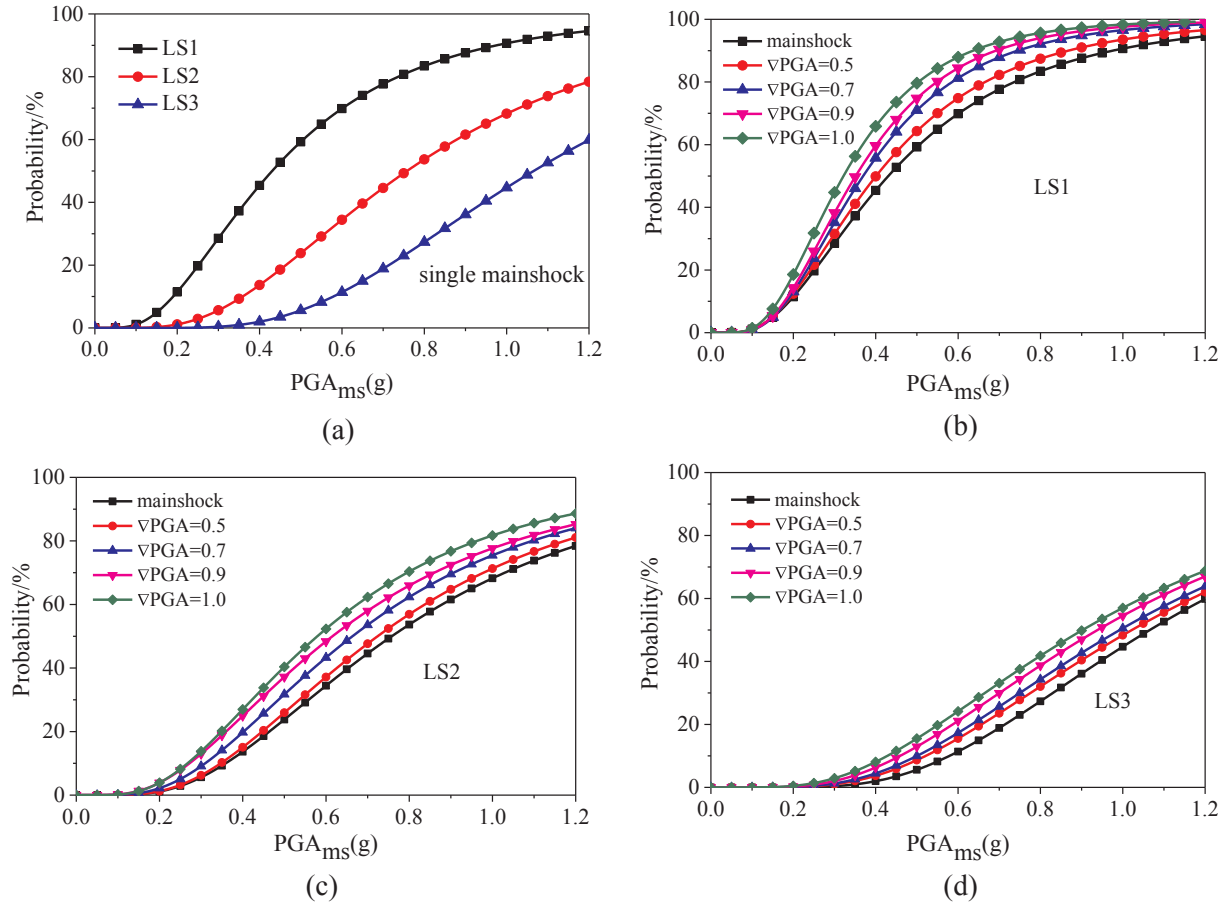 100
80
60
40
20
0
Probability/%
LS1
LS2
LS3
single mainshock
0.0 0.2 0.4 0.6 0.8 1.0 1.2
PGAms(g)
(a)
100
80
60
40
20
0
Probability/%
mainshock
∇PGA=0.5
∇PGA=0.7
∇PGA=0.9
∇PGA=1.0
LS1
0.0 0.2 0.4 0.6 0.8 1.0 1.2
PGAms(g)
(b)
100
80
60
40
20
0
Probability/%
mainshock
∇PGA=0.5
∇PGA=0.7
∇PGA=0.9
∇PGA=1.0
LS2
0.0 0.2 0.4 0.6 0.8 1.0 1.2
PGAms(g)
(c)
100
80
60
40
20
0
Probability/%
mainshock
∇PGA=0.5
∇PGA=0.7
∇PGA=0.9
∇PGA=1.0
LS3
0.0 0.2 0.4 0.6 0.8 1.0 1.2
PGAms(g)
(d)